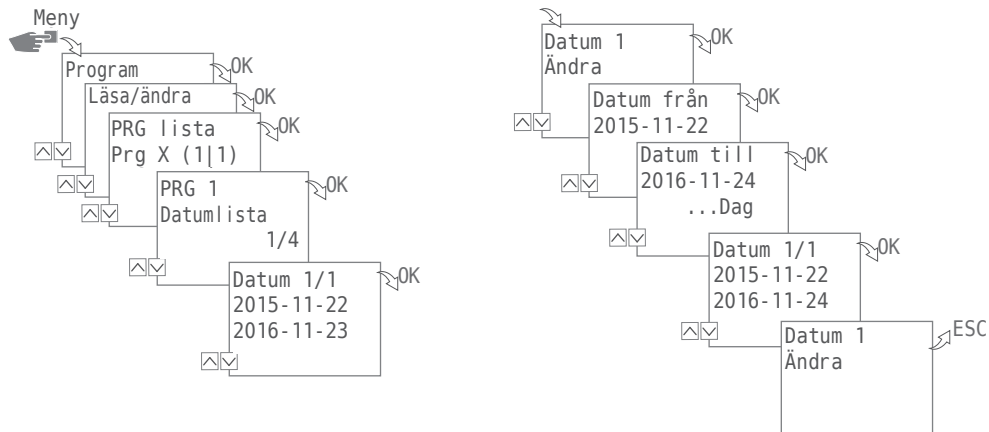 Meny
Program
OK
Läsa/ändra
OK
PRG lista
OK
Prg X (1|1)
PRG 1
OK
Datumlista
1/4
Datum 1/1
OK
2015-11-22
2016-11-23
Datum 1
OK
Ändra
Datum från
OK
2015-11-22
Datum till
OK
2016-11-24
...Dag
Datum 1/1
OK
2015-11-22
2016-11-24
Datum 1
ESC
Ändra